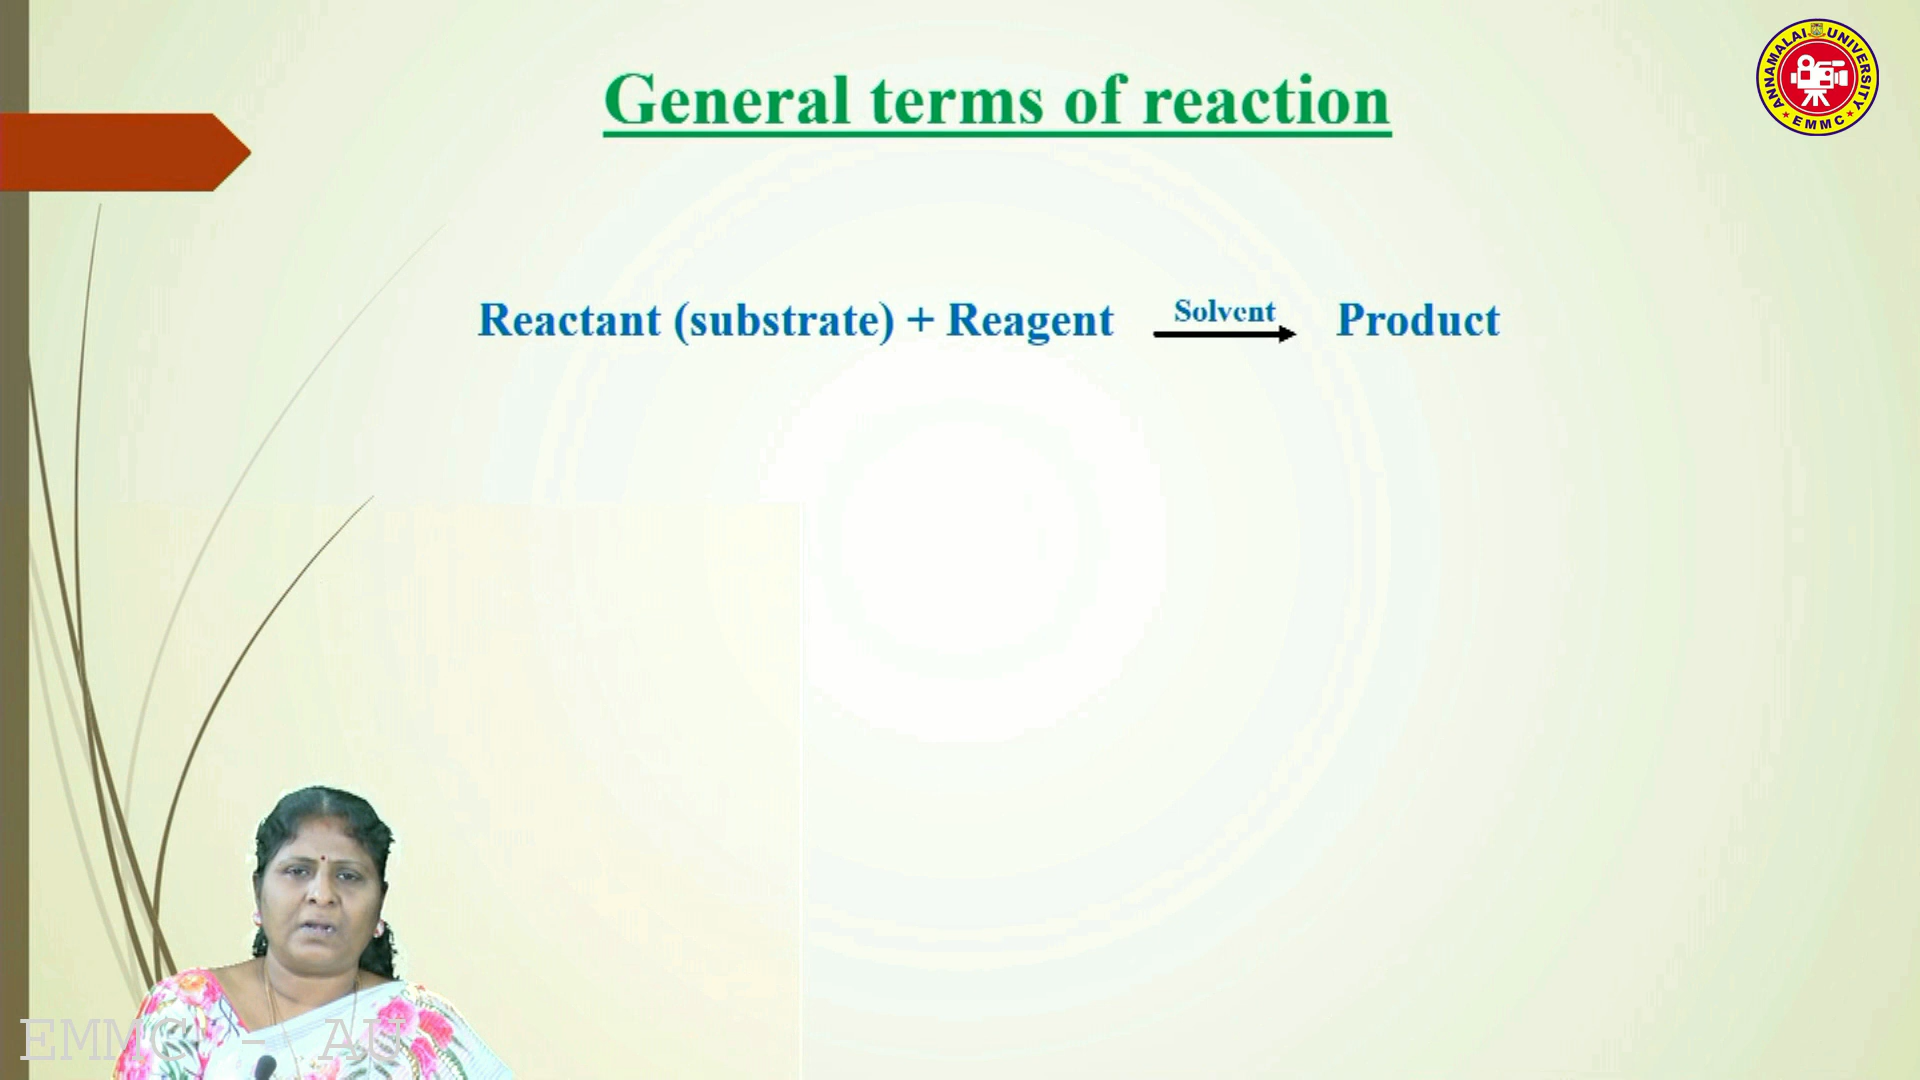 General terms of reaction
ANNAMALAI UNIVERSITY
EMMC
Reactant (substrate) + Reagent Solvent Product
EMMC - AU